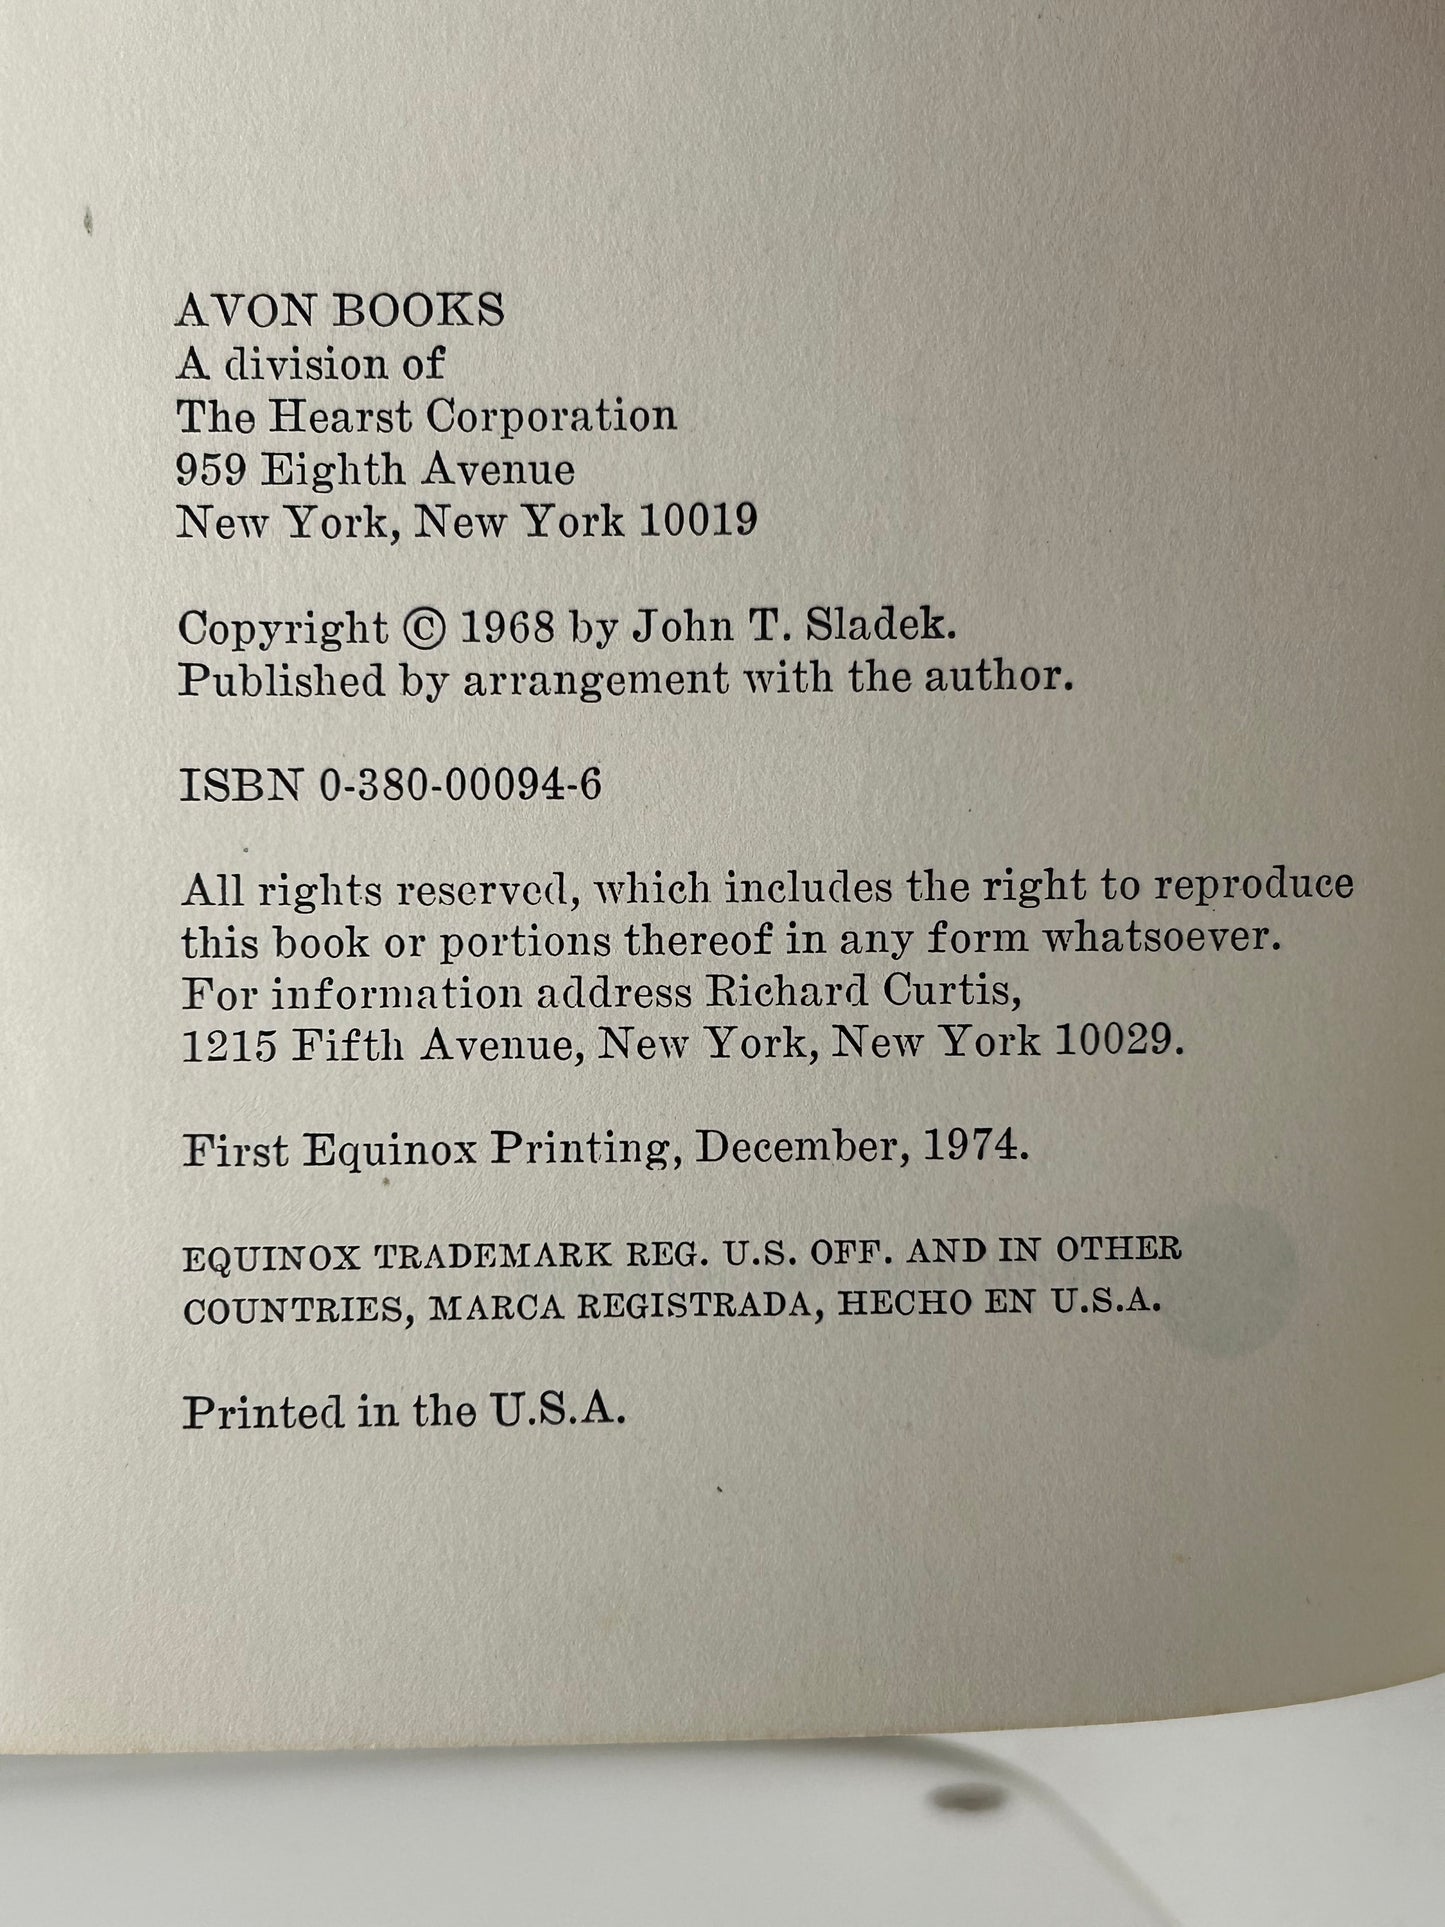 AVON BOOKS
A division of
The Hearst Corporation
959 Eighth Avenue
New York, New York 10019
Copyright © 1968 by John T. Sladek.
Published by arrangement with the author.
ISBN 0-380-00094-6
All rights reserved, which includes the right to reproduce
this book or portions thereof in any form whatsoever.
For information address Richard Curtis,
1215 Fifth Avenue, New York, New York 10029.
First Equinox Printing, December, 1974.
EQUINOX TRADEMARK REG. U.S. OFF. AND IN OTHER
COUNTRIES, MARCA REGISTRADA, HECHO EN U.S.A.
Printed in the U.S.A.